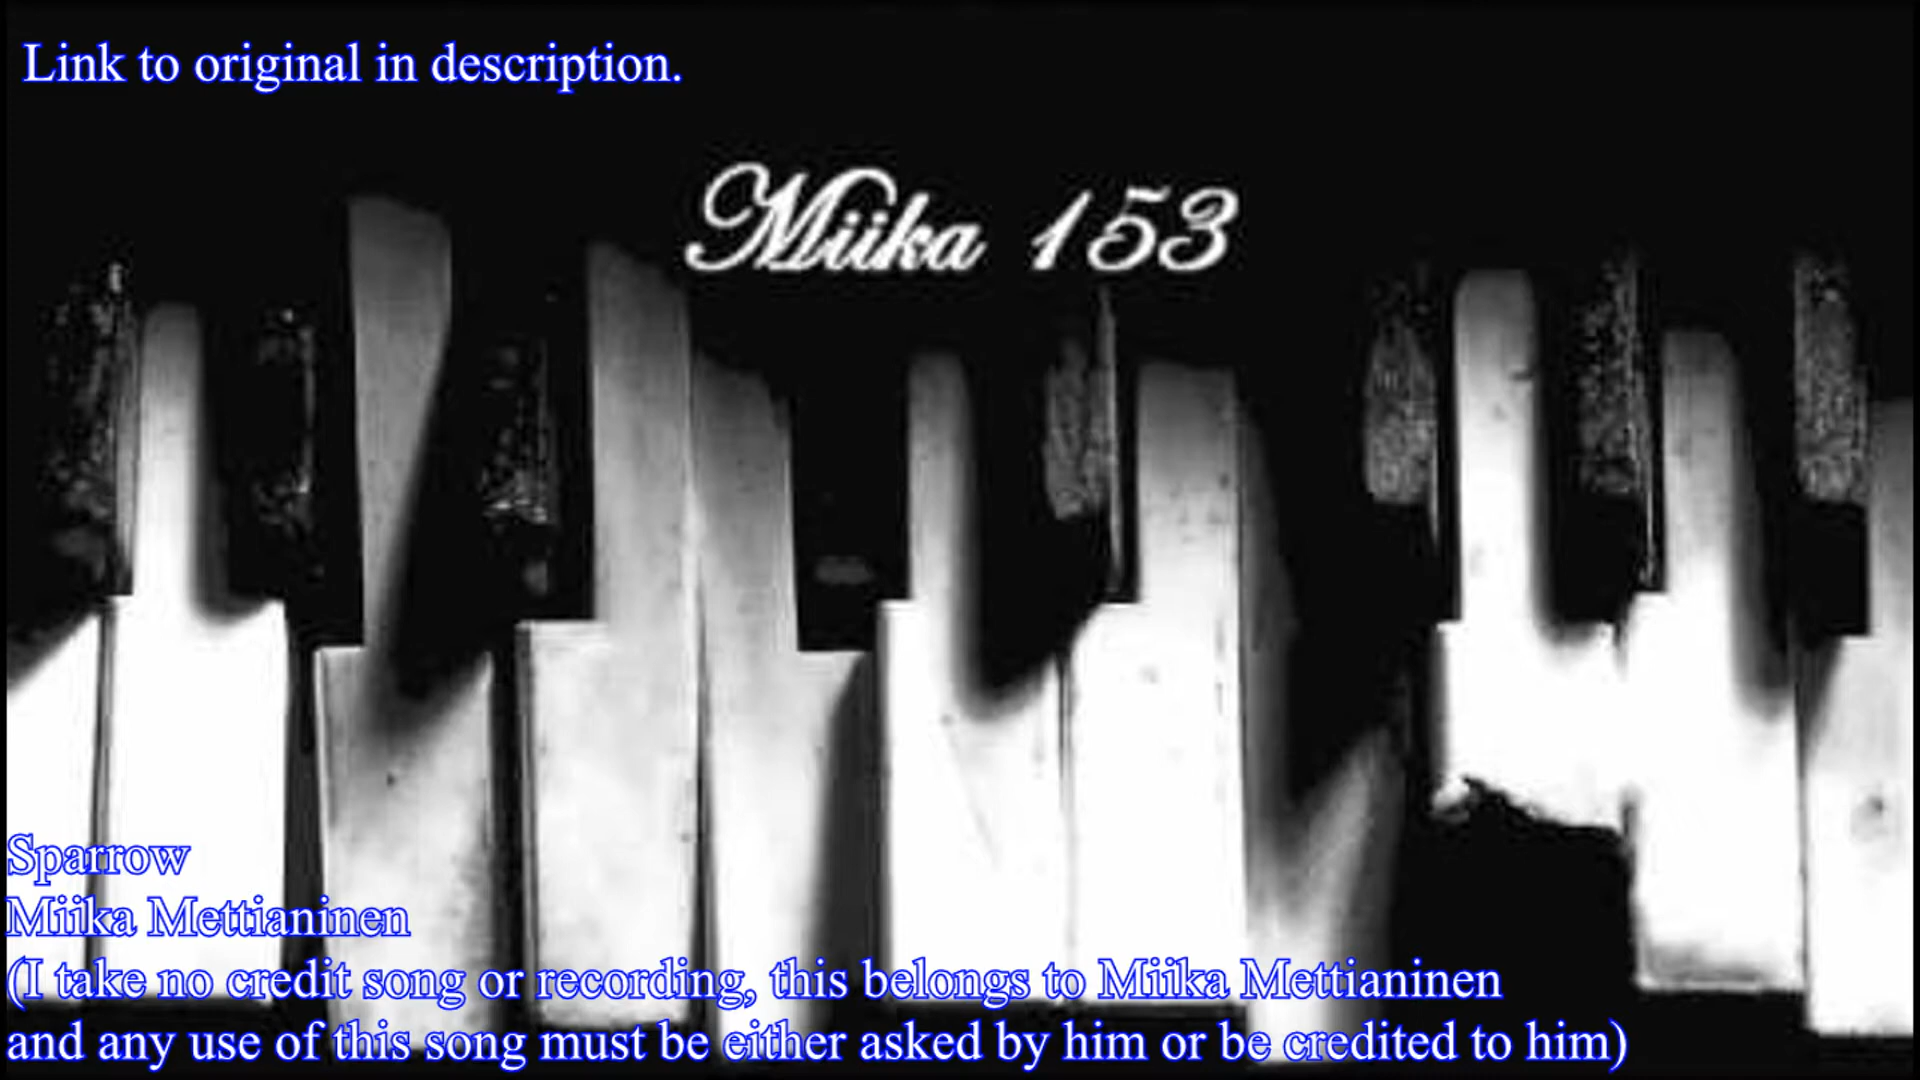 Link to original in description.
Miika 153
Sparrow
Miika Mettianinen
(I take no credit song or recording, this belongs to Miika Mettianinen
and any use of this song must be either asked by him or be credited to him)